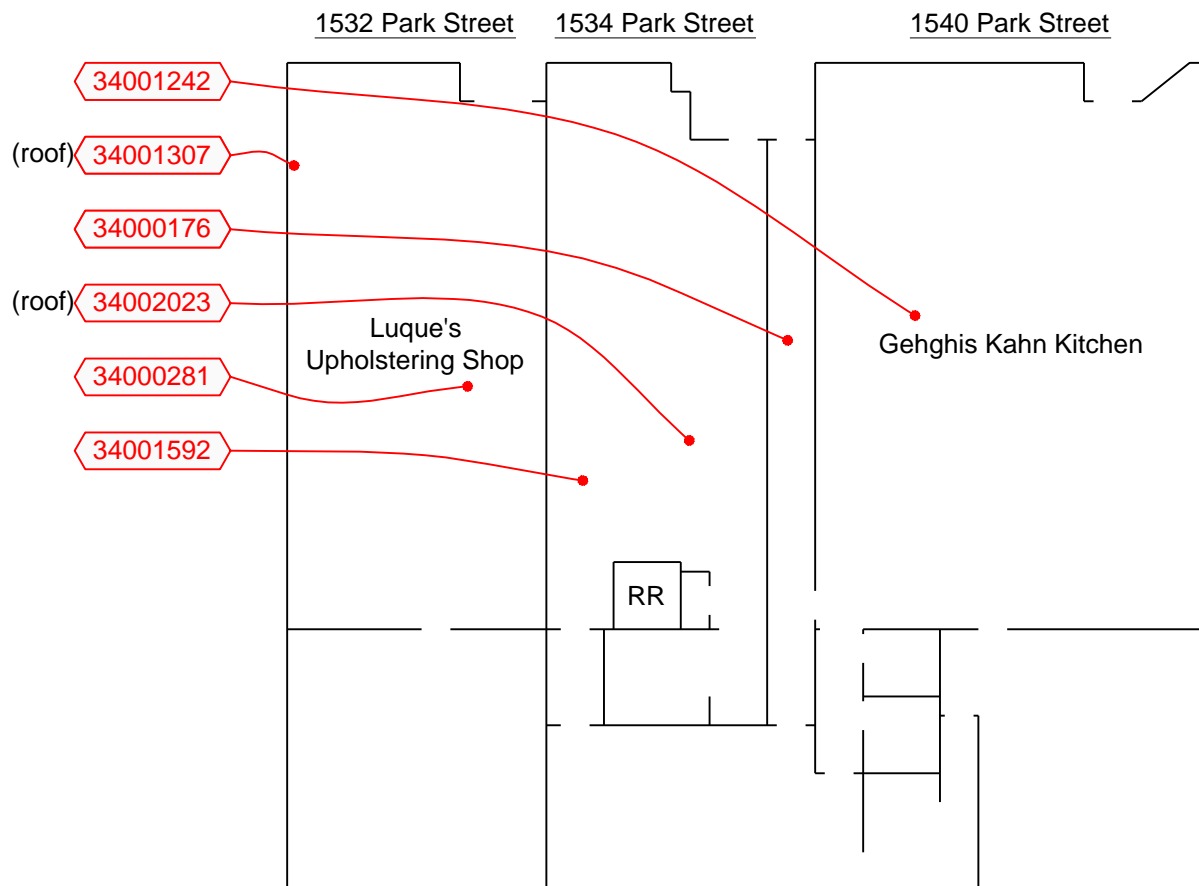 1532 Park Street
1534 Park Street
1540 Park Street
34001242
(roof) 34001307
34000176
(roof) 34002023
34000281
34001592
Luque's
Upholstering Shop
Gehghis Kahn Kitchen
RR